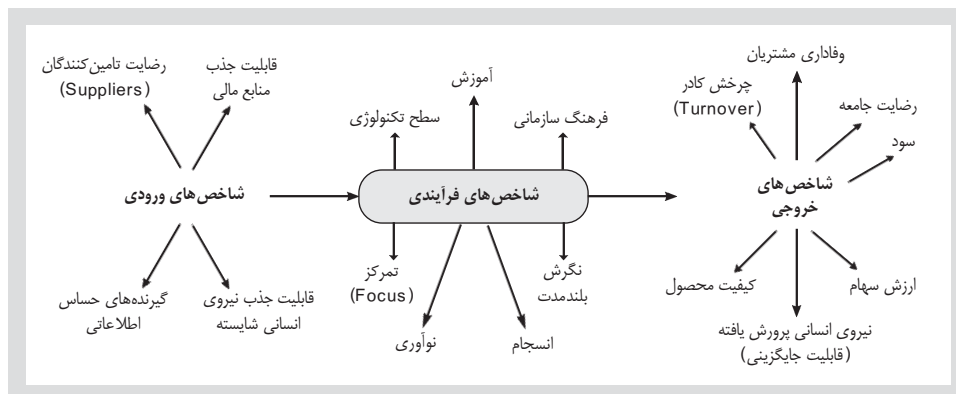 رضایت تامین‌کنندگان
(Suppliers)
قابلیت جذب
منابع مالی
شاخص‌های ورودی
گیرنده‌های حساس
اطلاعاتی
قابلیت جذب نیروی
انسانی شایسته
آموزش
سطح تکنولوژی
فرهنگ سازمانی
شاخص‌های فرآیندی
تمرکز
(Focus)
نگرش
بلندمدت
نوآوری
انسجام
وفاداری مشتریان
چرخش کادر
(Turnover)
رضایت جامعه
سود
شاخص‌های
خروجی
کیفیت محصول
ارزش سهام
نیروی انسانی پرورش یافته
(قابلیت جایگزینی)